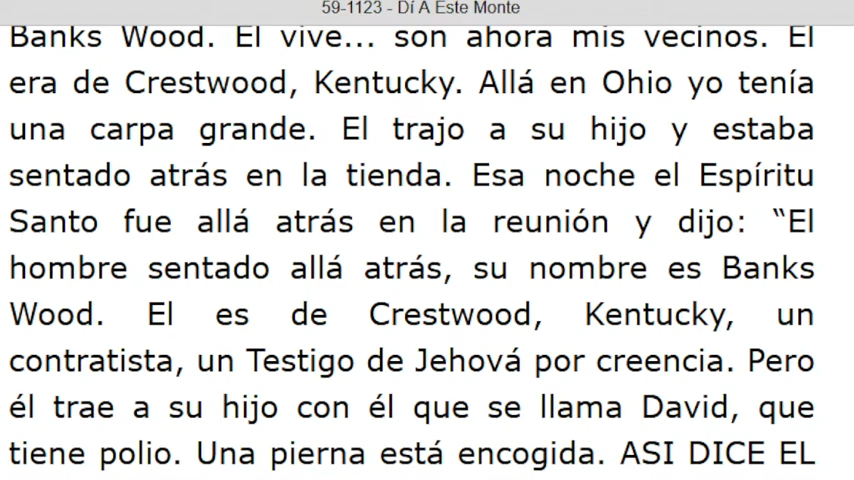 59-1123 - Dí A Este Monte
Banks Wood. El vive... son ahora mis vecinos. El
era de Crestwood, Kentucky. Allá en Ohio yo tenía
una carpa grande. El trajo a su hijo y estaba
sentado atrás en la tienda. Esa noche el Espíritu
Santo fue allá atrás en la reunión y dijo: “El
hombre sentado allá atrás, su nombre es Banks
Wood. El es de Crestwood, Kentucky, un
contratista, un Testigo de Jehová por creencia. Pero
él trae a su hijo con él que se llama David, que
tiene polio. Una pierna está encogida. ASI DICE EL